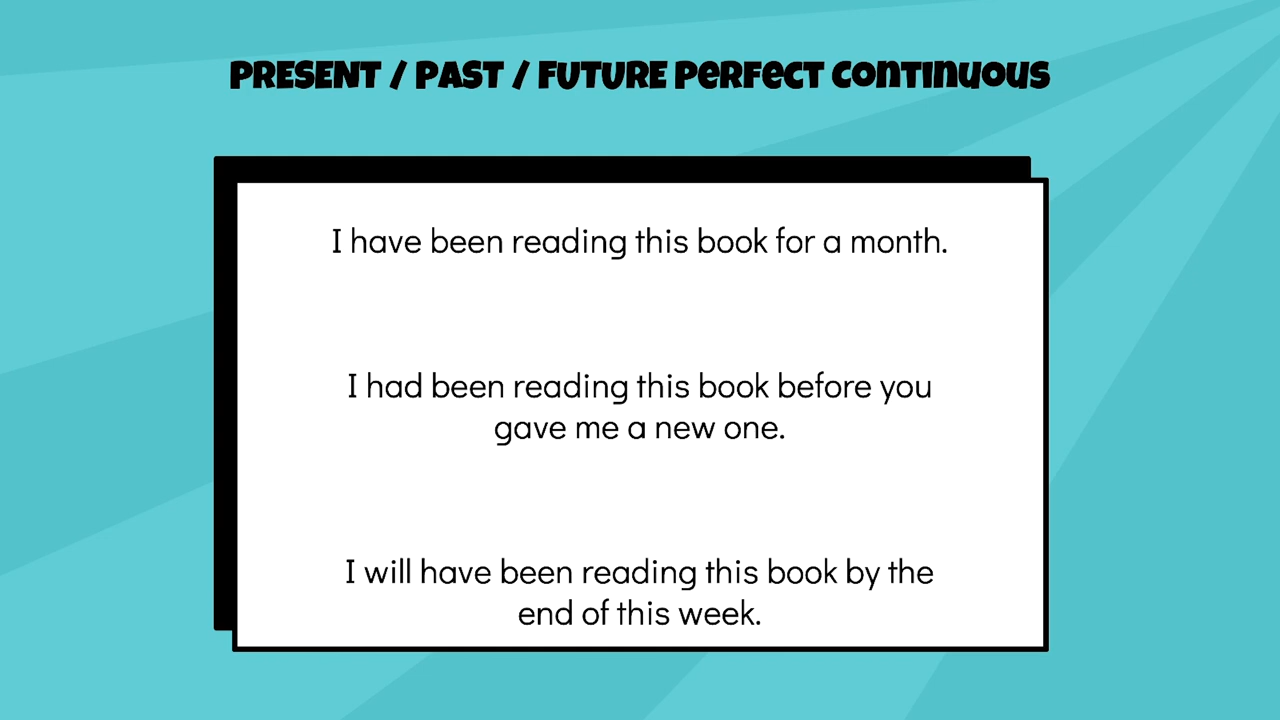 PRESENT / PAST / FUTURE PERFECT CONTINUOUS
I have been reading this book for a month.
I had been reading this book before you
gave me a new one.
I will have been reading this book by the
end of this week.